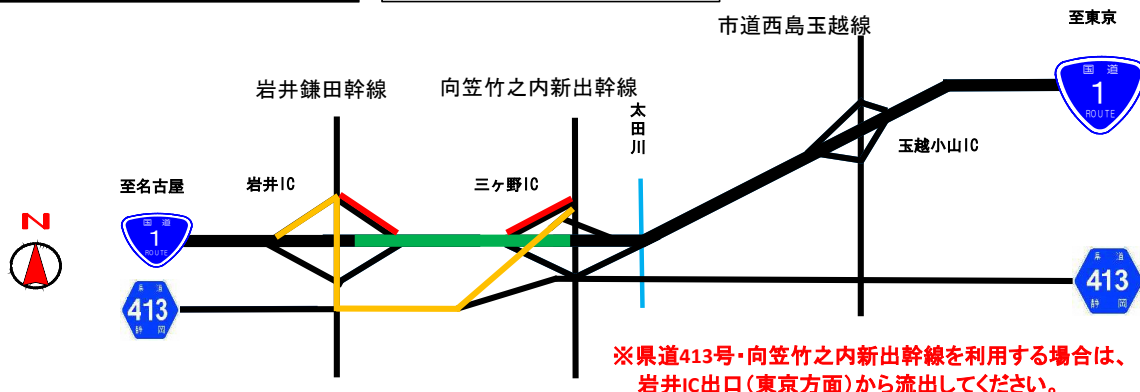 至東京
市道西島玉越線
国道
1
ROUTE
岩井鎌田幹線
向笠竹之内新出幹線
太田川
玉越小山IC
至名古屋
岩井IC
三ヶ野IC
N
国道
1
ROUTE
県道
413
静岡
県道
413
静岡
※県道413号・向笠竹之内新出幹線を利用する場合は、
岩井IC出口(東京方面)から流出してください。